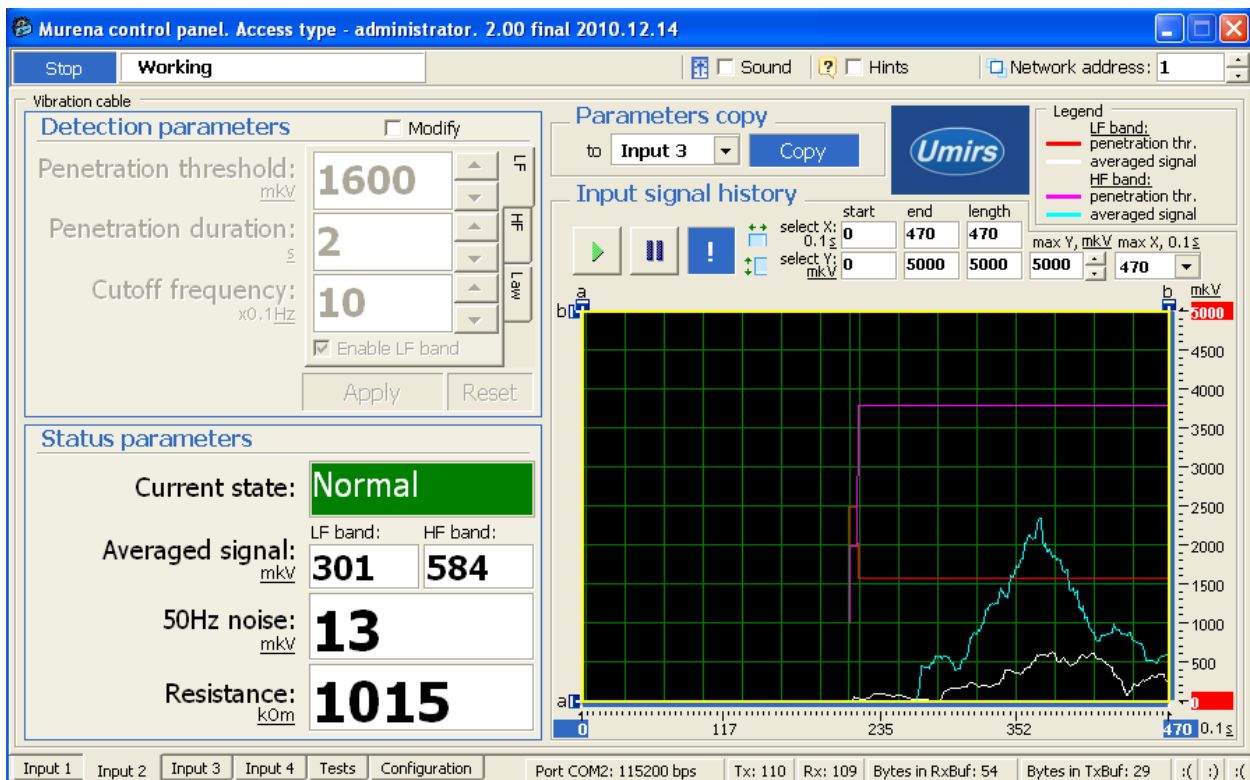 Murena control panel. Access type - administrator. 2.00 final 2010.12.14
Stop Working Sound Hints Network address: 1
Vibration cable
Detection parameters Modify
Penetration threshold: 1600
mkV
Penetration duration: 2
s
Cutoff frequency: 10
x0.1Hz
Enable LF band
LF
HF
Law
Apply Reset
Parameters copy
to Input 3 Copy
Umirs
Legend
LF band:
penetration thr.
averaged signal
HF band:
penetration thr.
averaged signal
Input signal history
start end length
select X: 0 470 470
0.1s
max Y, mkV max X, 0.1s
select Y: 0 5000 5000 5000 470
mkV
!
a b mkV
b 5000
4500
4000
3500
3000
2500
2000
1500
1000
500
a 0
0 117 235 352 470 0.1s
Status parameters
Current state: Normal
LF band: HF band:
Averaged signal: 301 584
mkV
50Hz noise: 13
mkV
Resistance: 1015
kOm
Input 1 Input 2 Input 3 Input 4 Tests Configuration Port COM2: 115200 bps Tx: 110 Rx: 109 Bytes in RxBuf: 54 Bytes in TxBuf: 29 :( :) :(